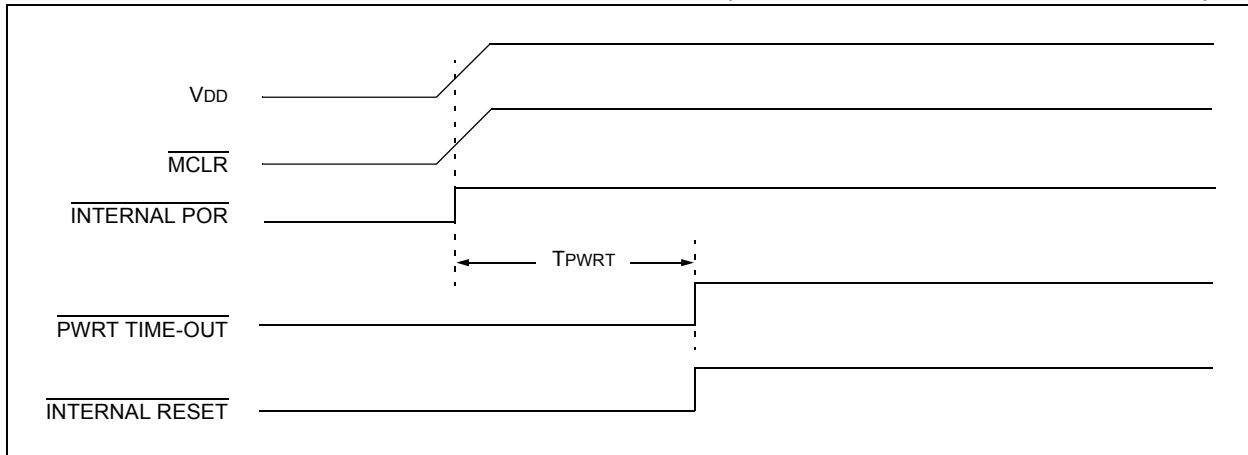 VDD
MCLR
INTERNAL POR
TPWRT
PWRT TIME-OUT
INTERNAL RESET